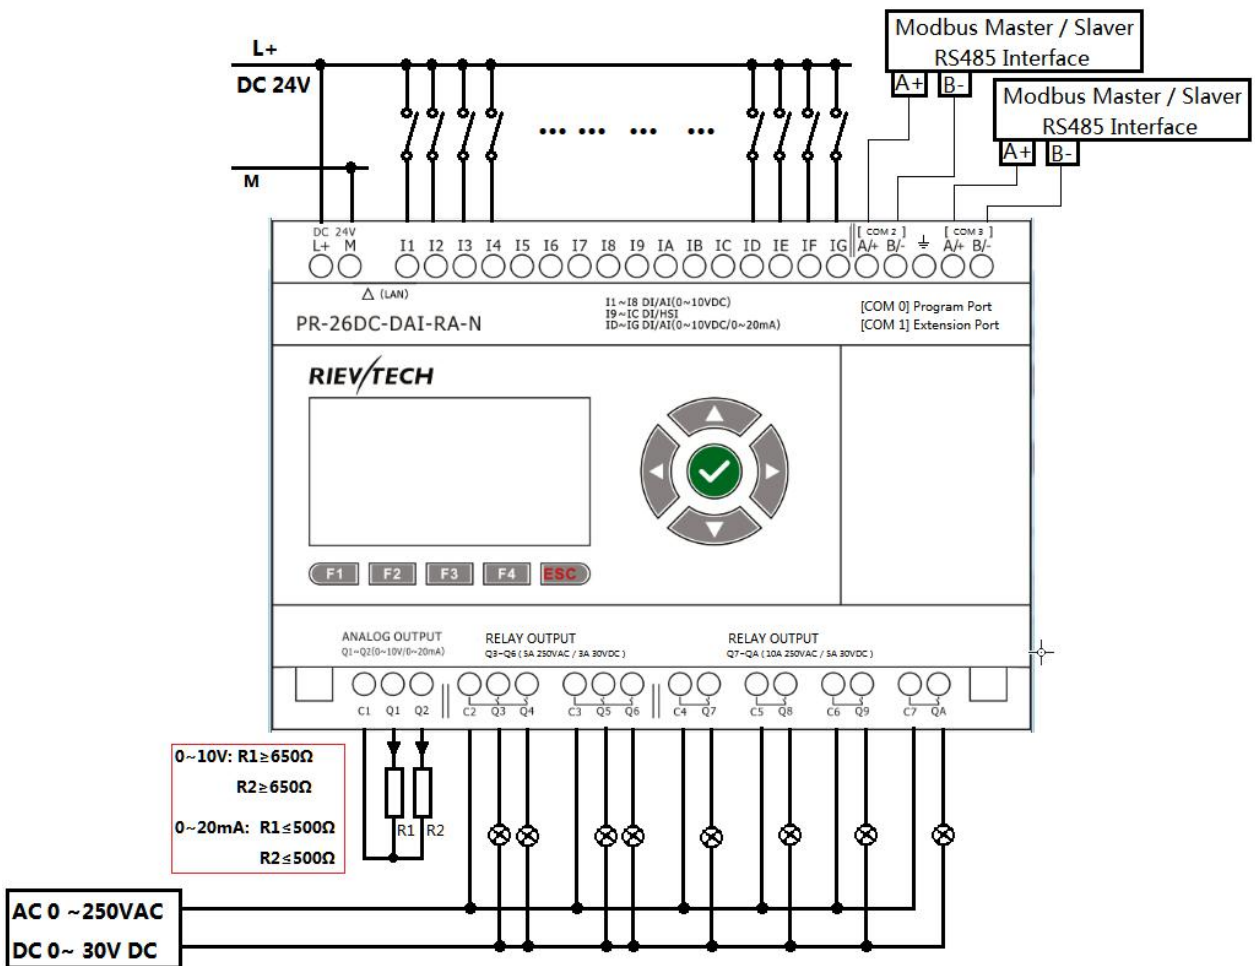 Modbus Master / Slaver
RS485 Interface
A+ B-
Modbus Master / Slaver
RS485 Interface
A+ B-
L+
DC 24V
... ... ... ...
M
DC 24V
L+ M I1 I2 I3 I4 I5 I6 I7 I8 I9 IA IB IC ID IE IF IG
[ COM 2 ]
A/+ B/-
[ COM 3 ]
A/+ B/-
(LAN)
PR-26DC-DAI-RA-N
I1~I8 DI/AI(0~10VDC)
I9~IC DI/HSI
ID~IG DI/AI(0~10VDC/0~20mA)
[COM 0] Program Port
[COM 1] Extension Port
RIEVTECH
F1 F2 F3 F4 ESC
ANALOG OUTPUT
Q1~Q2(0~10V/0~20mA)
RELAY OUTPUT
Q3~Q6 ( 5A 250VAC / 3A 30VDC )
RELAY OUTPUT
Q7~QA ( 10A 250VAC / 5A 30VDC )
C1 Q1 Q2 C2 Q3 Q4 C3 Q5 Q6 C4 Q7 C5 Q8 C6 Q9 C7 QA
0~10V: R1≥650Ω
R2≥650Ω
0~20mA: R1≤500Ω
R2≤500Ω
R1 R2
AC 0 ~250VAC
DC 0~ 30V DC